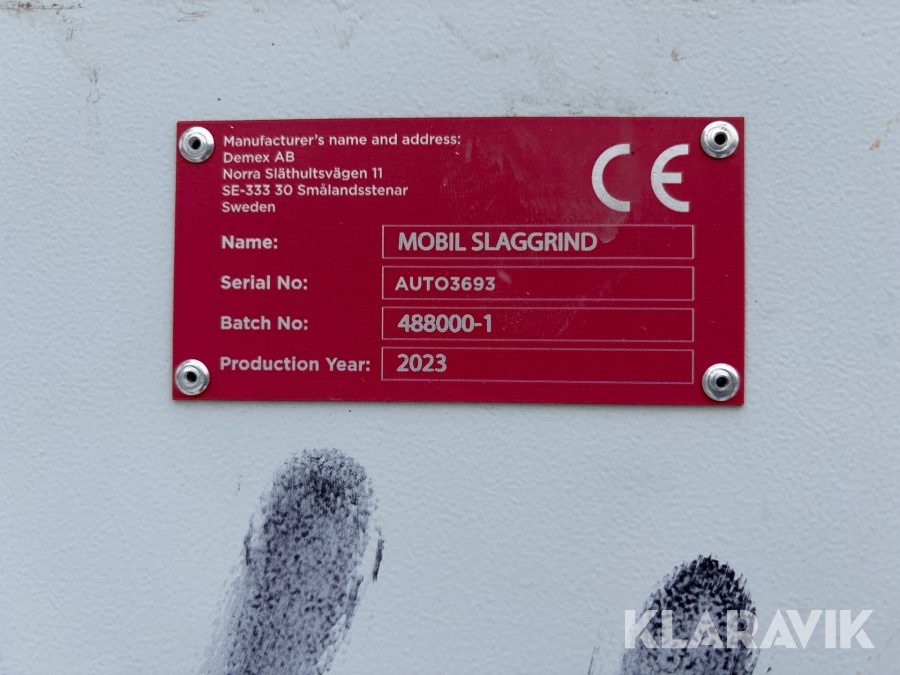 Manufacturer's name and address:
Demex AB
Norra Släthultsvägen 11
SE-333 30 Smålandsstenar
Sweden
CE
Name: MOBIL SLAGGRIND
Serial No: AUTO3693
Batch No: 488000-1
Production Year: 2023
KLARAVIK